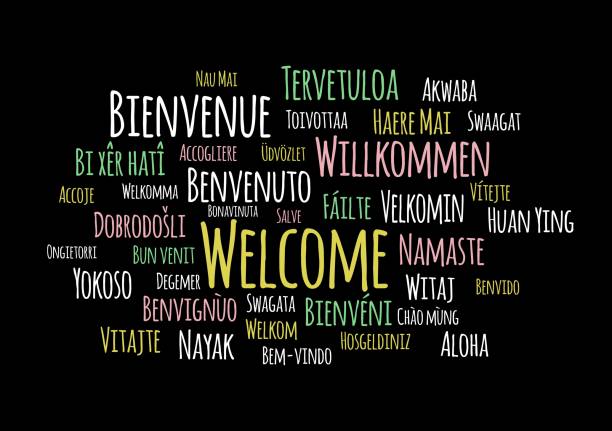 Nau Mai
Tervetuloa
Akwaba
Bienvenue
Toivottaa
Haere Mai
Swaagat
Bi xêr hatî
Accogliere
Üdvözlet
Willkommen
Accoje
Welkomma
Benvenuto
Vítejte
Bonavinuta
Salve
Fáilte
Velkomin
Huan Ying
Dobrodošli
Welcome
Namaste
Ongietorri
Bun venit
Yokoso
Degemer
Witaj
Benvido
Benvignùo
Swagata
Bienvéni
Chào mùng
Vitajte
Nayak
Welkom
Hosgeldiniz
Aloha
Bem-vindo